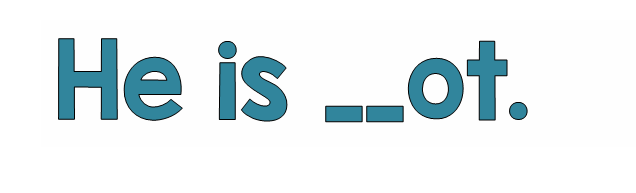 He is __ot.